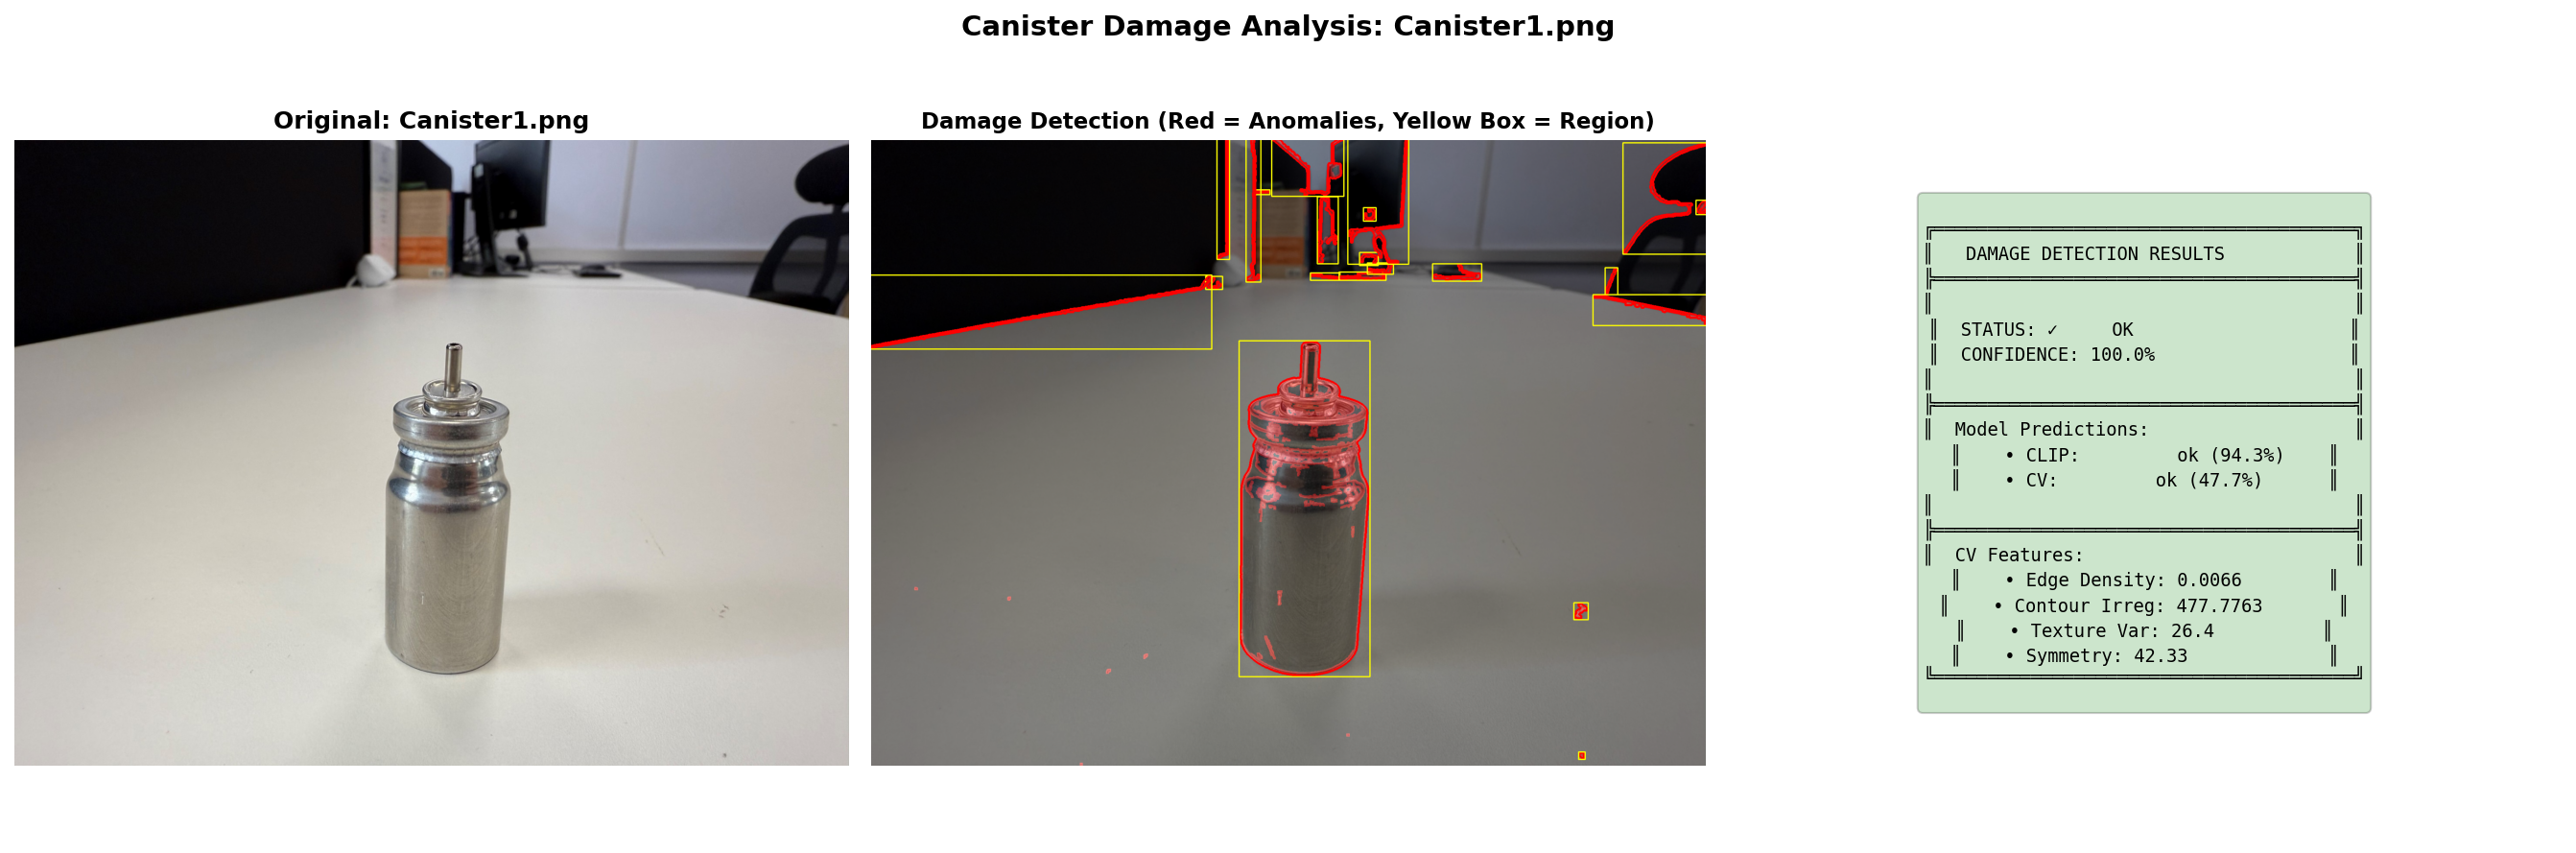 Canister Damage Analysis: Canister1.png
Original: Canister1.png
Damage Detection (Red = Anomalies, Yellow Box = Region)
DAMAGE DETECTION RESULTS
STATUS: ✓ OK
CONFIDENCE: 100.0%
Model Predictions:
• CLIP: ok (94.3%)
• CV: ok (47.7%)
CV Features:
• Edge Density: 0.0066
• Contour Irreg: 477.7763
• Texture Var: 26.4
• Symmetry: 42.33